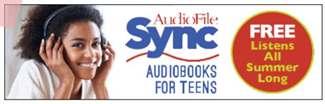 AudioFile
Sync
AUDIOBOOKS
FOR TEENS
FREE
Listens
All
Summer
Long